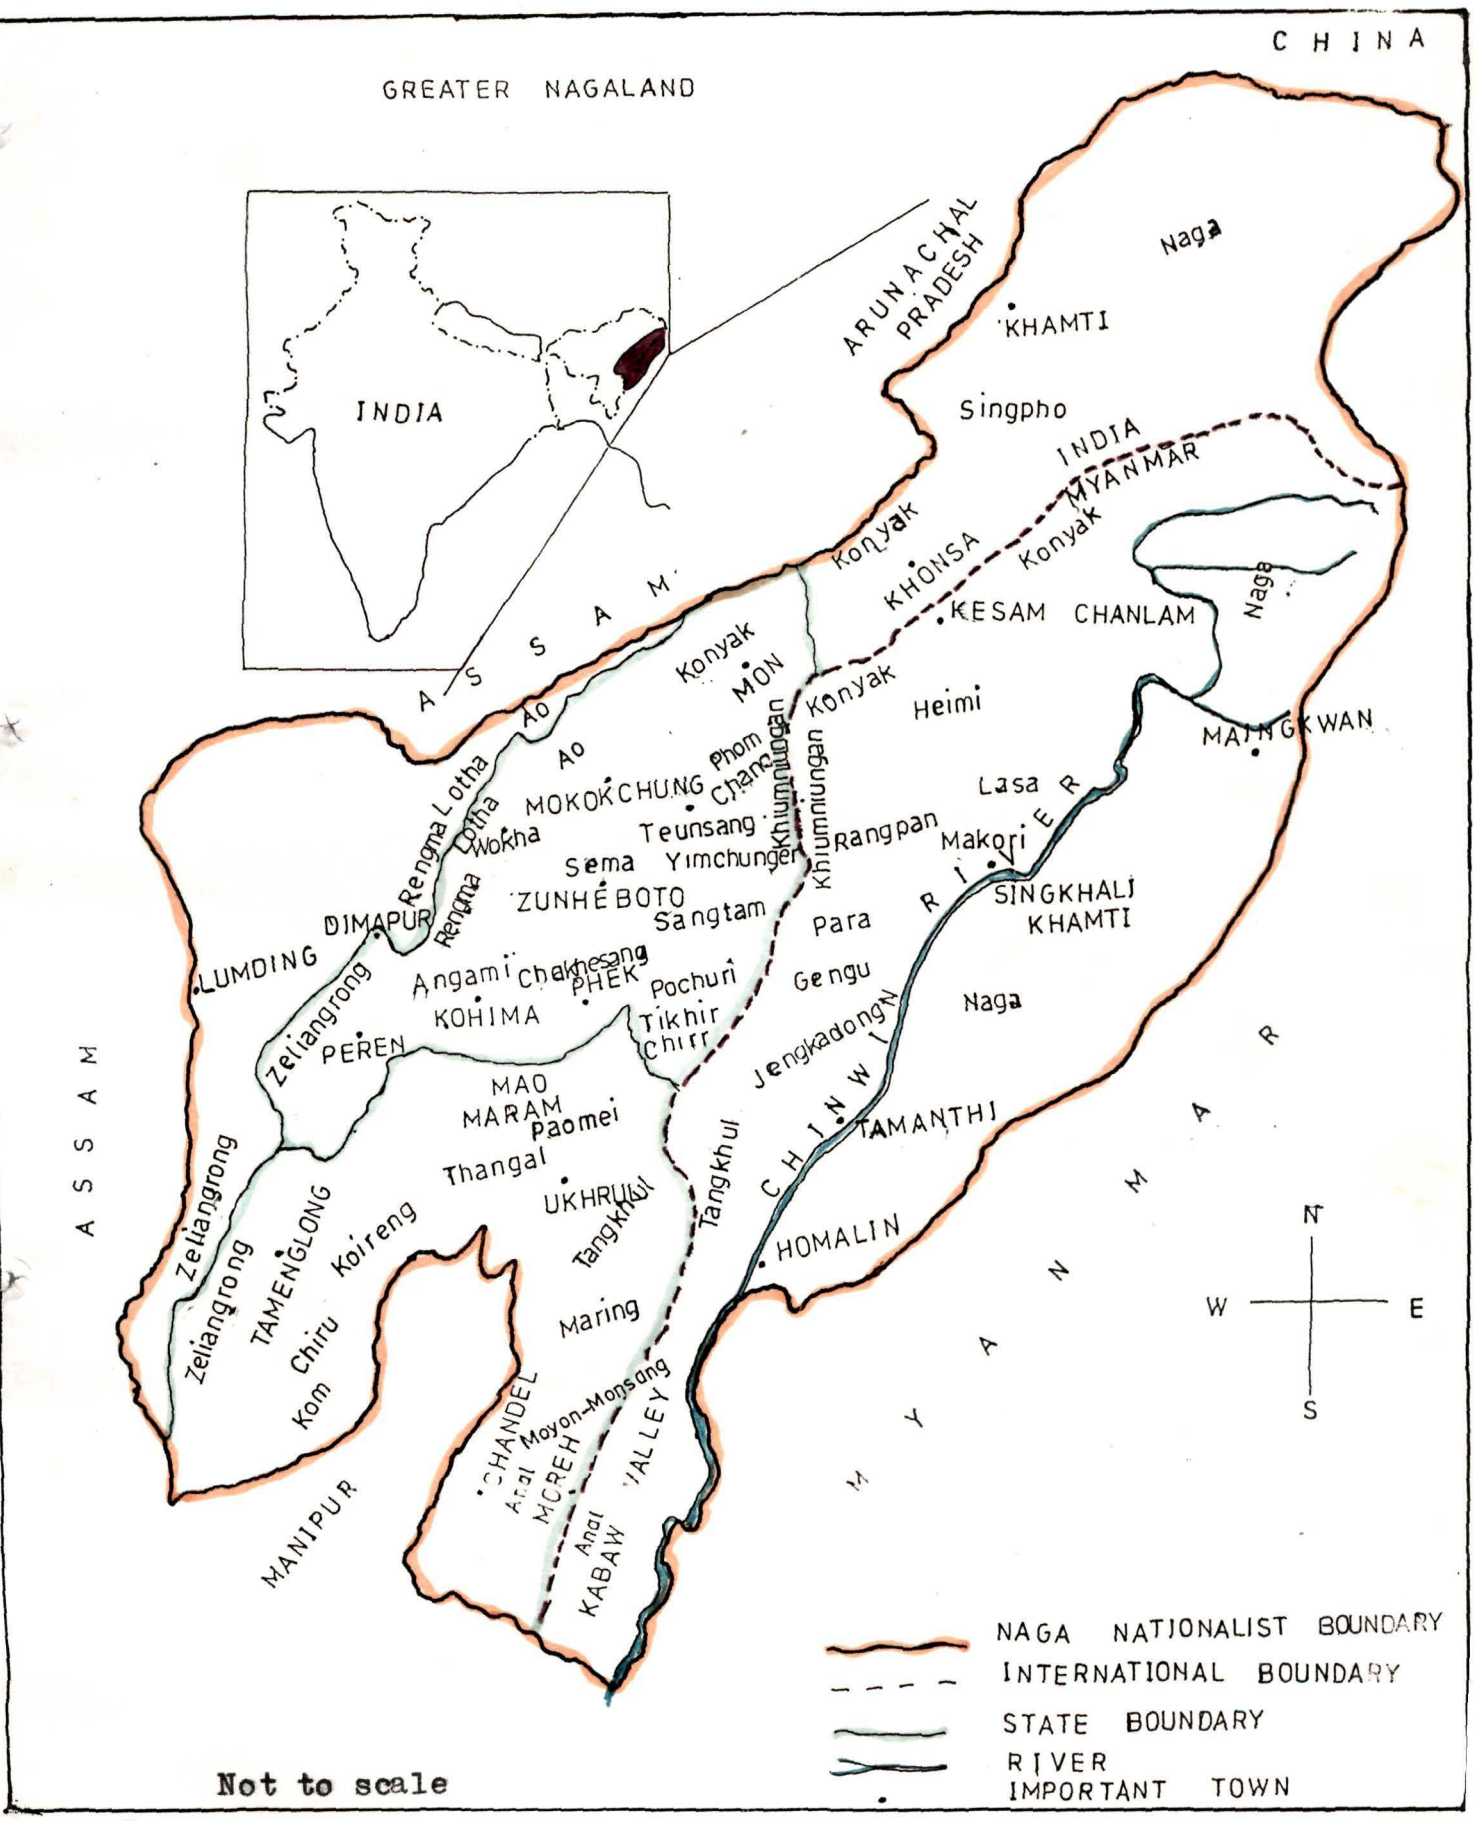 CHINA
GREATER NAGALAND
INDIA
ARUNACHAL
PRADESH
Naga
KHAMTI
Singpho
INDIA
MYANMAR
Konyak
Konyak
KHONSA
Naga
KESAM CHANLAM
ASSAM
Konyak
MON
Konyak
Heimi
MAINGKWAN
Ao
Ao
Phom
Chang
Khiumniungan
Khiumniungan
Lasa
Lotha
Lotha
MOKOKCHUNG
Teunsang
Rangpan
Makori
Rengma
Wokha
Sema
Yimchunger
SINGKHALI
KHAMTI
Rengma
ZUNHEBOTO
Sangtam
Para
DIMAPUR
LUMDING
Angami
Chakhesang
PHEK
Pochuri
Gengu
Naga
Zeliangrong
KOHIMA
Tikhir
Chirr
PEREN
Jengkadong
CHINWIN RIVER
MAO
MARAM
Paomei
TAMANTHI
ASSAM
Thangal
Tangkhul
UKHRUL
Tangkhul
Zeliangrong
Zeliangrong
TAMENGLONG
Koireng
HOMALIN
MYANMAR
Chiru
Maring
Kom
Moyon-Monsang
CHANDEL
Anal
MOREH
Anal
KABAW VALLEY
MANIPUR
N
W E
S
NAGA NATIONALIST BOUNDARY
INTERNATIONAL BOUNDARY
STATE BOUNDARY
RIVER
IMPORTANT TOWN
Not to scale